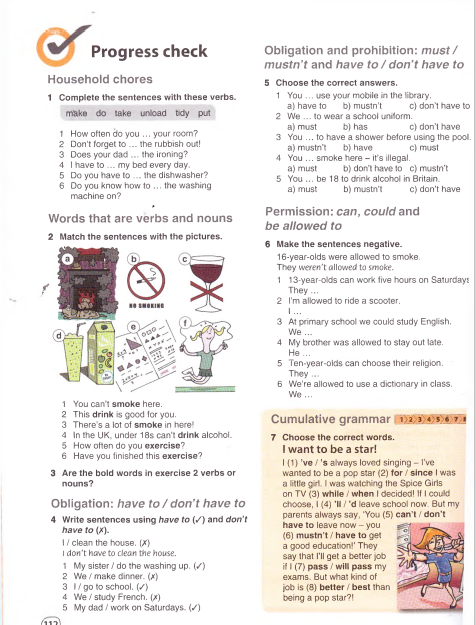 Progress check
Household chores
1 Complete the sentences with these verbs.
make do take unload tidy put
1 How often do you ... your room?
2 Don't forget to ... the rubbish out!
3 Does your dad ... the ironing?
4 I have to ... my bed every day.
5 Do you have to ... the dishwasher?
6 Do you know how to ... the washing
machine on?
Words that are verbs and nouns
2 Match the sentences with the pictures.
a
b
c
NO SMOKING
d
e
f
1 You can't smoke here.
2 This drink is good for you.
3 There's a lot of smoke in here!
4 In the UK, under 18s can't drink alcohol.
5 How often do you exercise?
6 Have you finished this exercise?
3 Are the bold words in exercise 2 verbs or
nouns?
Obligation: have to / don't have to
4 Write sentences using have to (✓) and don't
have to (✗).
I / clean the house. (✗)
I don't have to clean the house.
1 My sister / do the washing up. (✓)
2 We / make dinner. (✗)
3 I / go to school. (✓)
4 We / study French. (✗)
5 My dad / work on Saturdays. (✓)
112
Obligation and prohibition: must /
mustn't and have to / don't have to
5 Choose the correct answers.
1 You ... use your mobile in the library.
a) have to b) mustn't c) don't have to
2 We ... to wear a school uniform.
a) must b) has c) don't have
3 You ... to have a shower before using the pool.
a) mustn't b) have c) must
4 You ... smoke here – it's illegal.
a) must b) don't have to c) mustn't
5 You ... be 18 to drink alcohol in Britain.
a) must b) mustn't c) don't have
Permission: can, could and
be allowed to
6 Make the sentences negative.
16-year-olds were allowed to smoke.
They weren't allowed to smoke.
1 13-year-olds can work five hours on Saturdays
They ...
2 I'm allowed to ride a scooter.
I ...
3 At primary school we could study English.
We ...
4 My brother was allowed to stay out late.
He ...
5 Ten-year-olds can choose their religion.
They ...
6 We're allowed to use a dictionary in class.
We ...
Cumulative grammar 1 2 3 4 5 6 7 8
7 Choose the correct words.
I want to be a star!
I (1) 've / 's always loved singing – I've
wanted to be a pop star (2) for / since I was
a little girl. I was watching the Spice Girls
on TV (3) while / when I decided! If I could
choose, I (4) 'll / 'd leave school now. But my
parents always say, 'You (5) can't / don't
have to leave now – you
(6) mustn't / have to get
a good education!' They
say that I'll get a better job
if I (7) pass / will pass my
exams. But what kind of
job is (8) better / best than
being a pop star?!